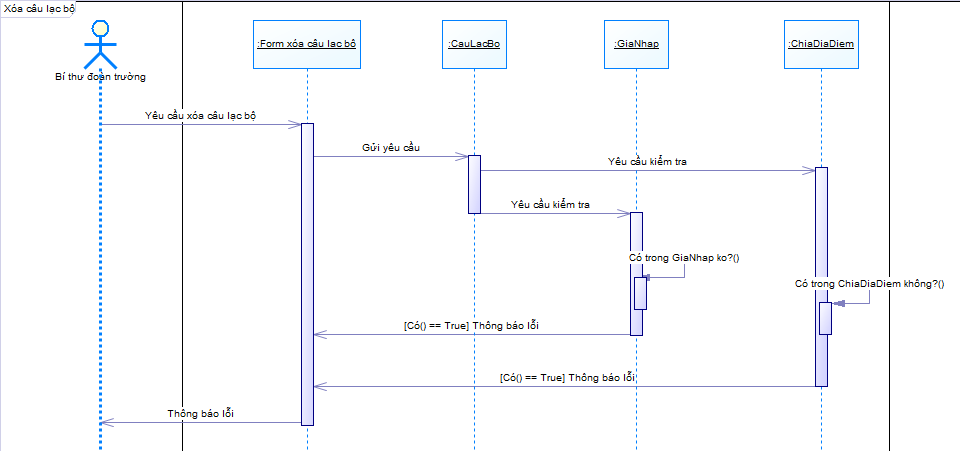 Xóa câu lạc bộ
Bí thư đoàn trường
:Form xóa câu lạc bô
:CauLacBo
:GiaNhap
:ChiaDiaDiem
Yêu cầu xóa câu lạc bộ
Gửi yêu cầu
Yêu cầu kiểm tra
Yêu cầu kiểm tra
Có trong GiaNhap ko?()
Có trong ChiaDiaDiem không?()
[Có() == True] Thông báo lỗi
[Có() == True] Thông báo lỗi
Thông báo lỗi